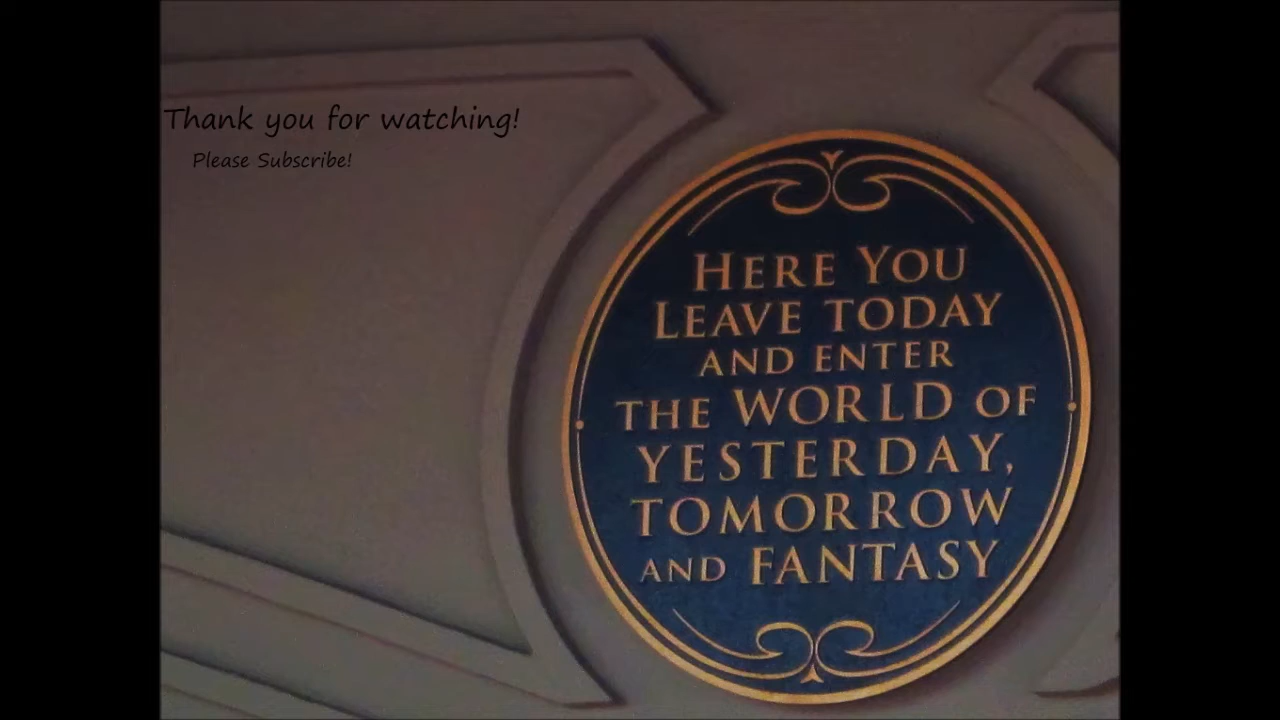 Thank you for watching!
Please Subscribe!
HERE YOU
LEAVE TODAY
AND ENTER
THE WORLD OF
YESTERDAY,
TOMORROW
AND FANTASY